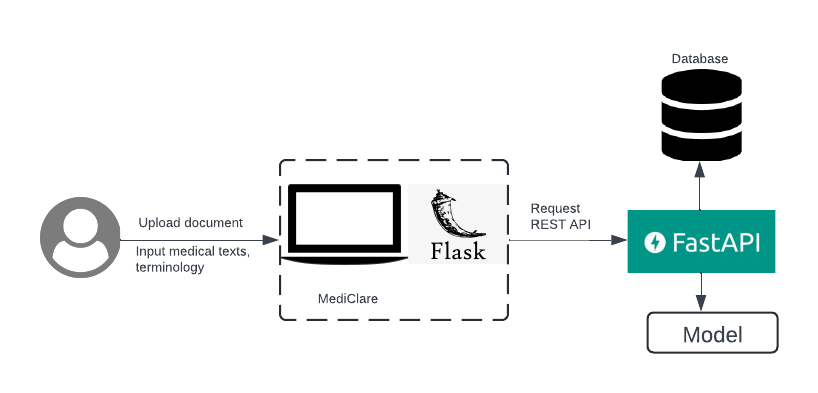 Database
Upload document
Input medical texts,
terminology
Flask
MediClare
Request
REST API
FastAPI
Model